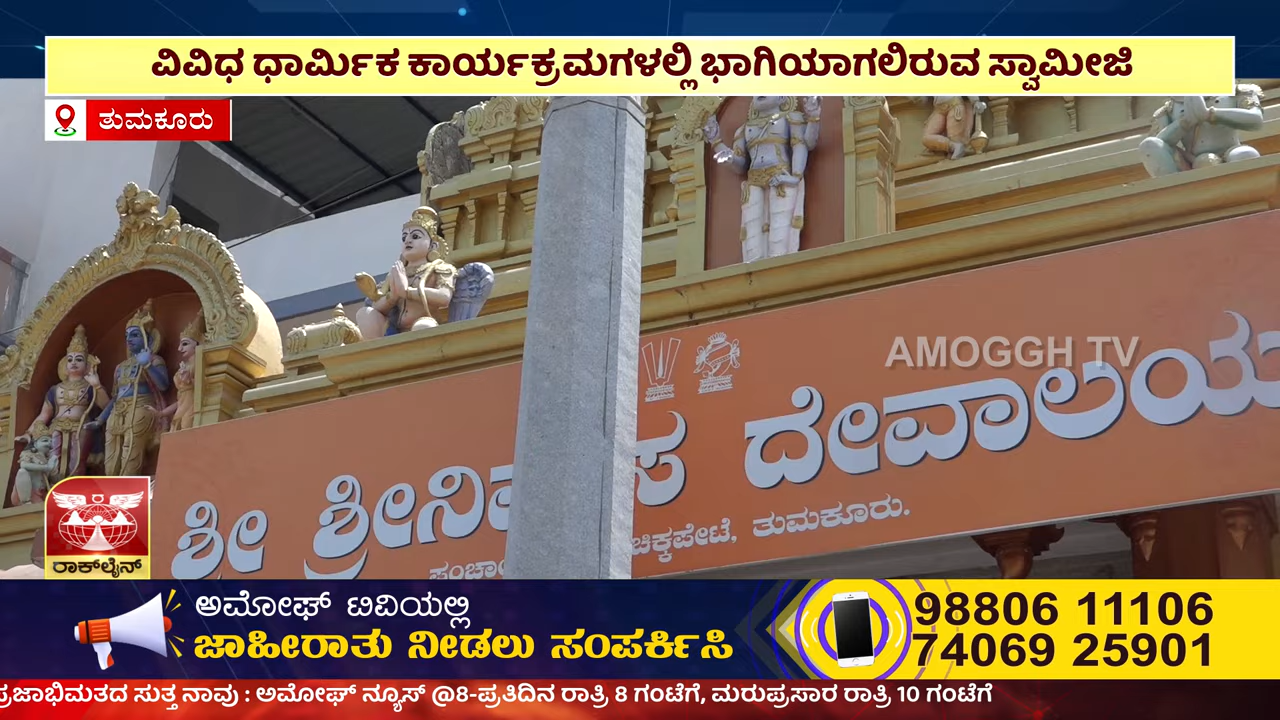 ವಿವಿಧ ಧಾರ್ಮಿಕ ಕಾರ್ಯಕ್ರಮಗಳಲ್ಲಿ ಭಾಗಿಯಾಗಲಿರುವ ಸ್ವಾಮೀಜಿ
ತುಮಕೂರು
AMOGGH TV
ಶ್ರೀ ದೇವಾಲಯ
ಚಿಕ್ಕಪೇಟೆ, ತುಮಕೂರು.
ರಾಕ್‌ಲೈನ್
ಅಮೋಘ್ ಟಿವಿಯಲ್ಲಿ
ಜಾಹೀರಾತು ನೀಡಲು ಸಂಪರ್ಕಿಸಿ
98806 11106
74069 25901
ಪ್ರಜಾಭಿಮತದ ಸುತ್ತ ನಾವು : ಅಮೋಘ್ ನ್ಯೂಸ್ @8-ಪ್ರತಿದಿನ ರಾತ್ರಿ 8 ಗಂಟೆಗೆ, ಮರುಪ್ರಸಾರ ರಾತ್ರಿ 10 ಗಂಟೆಗೆ